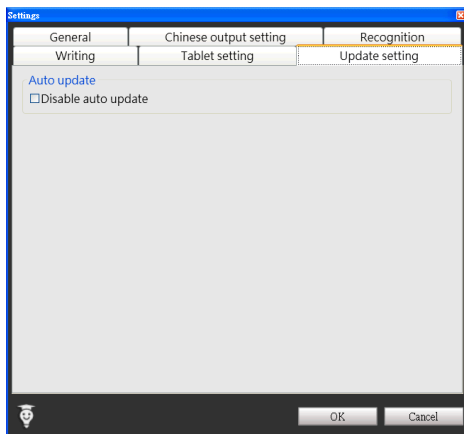 Settings
General Chinese output setting Recognition
Writing Tablet setting Update setting
Auto update
Disable auto update
OK Cancel